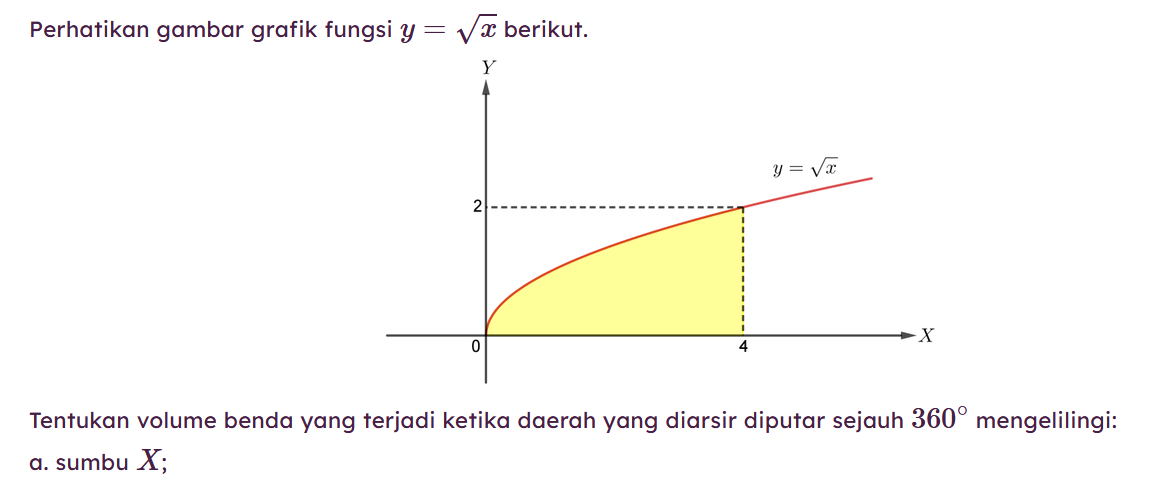 Perhatikan gambar grafik fungsi y = √x berikut.
Y
y = √x
2
0
4
X
Tentukan volume benda yang terjadi ketika daerah yang diarsir diputar sejauh 360° mengelilingi:
a. sumbu X;